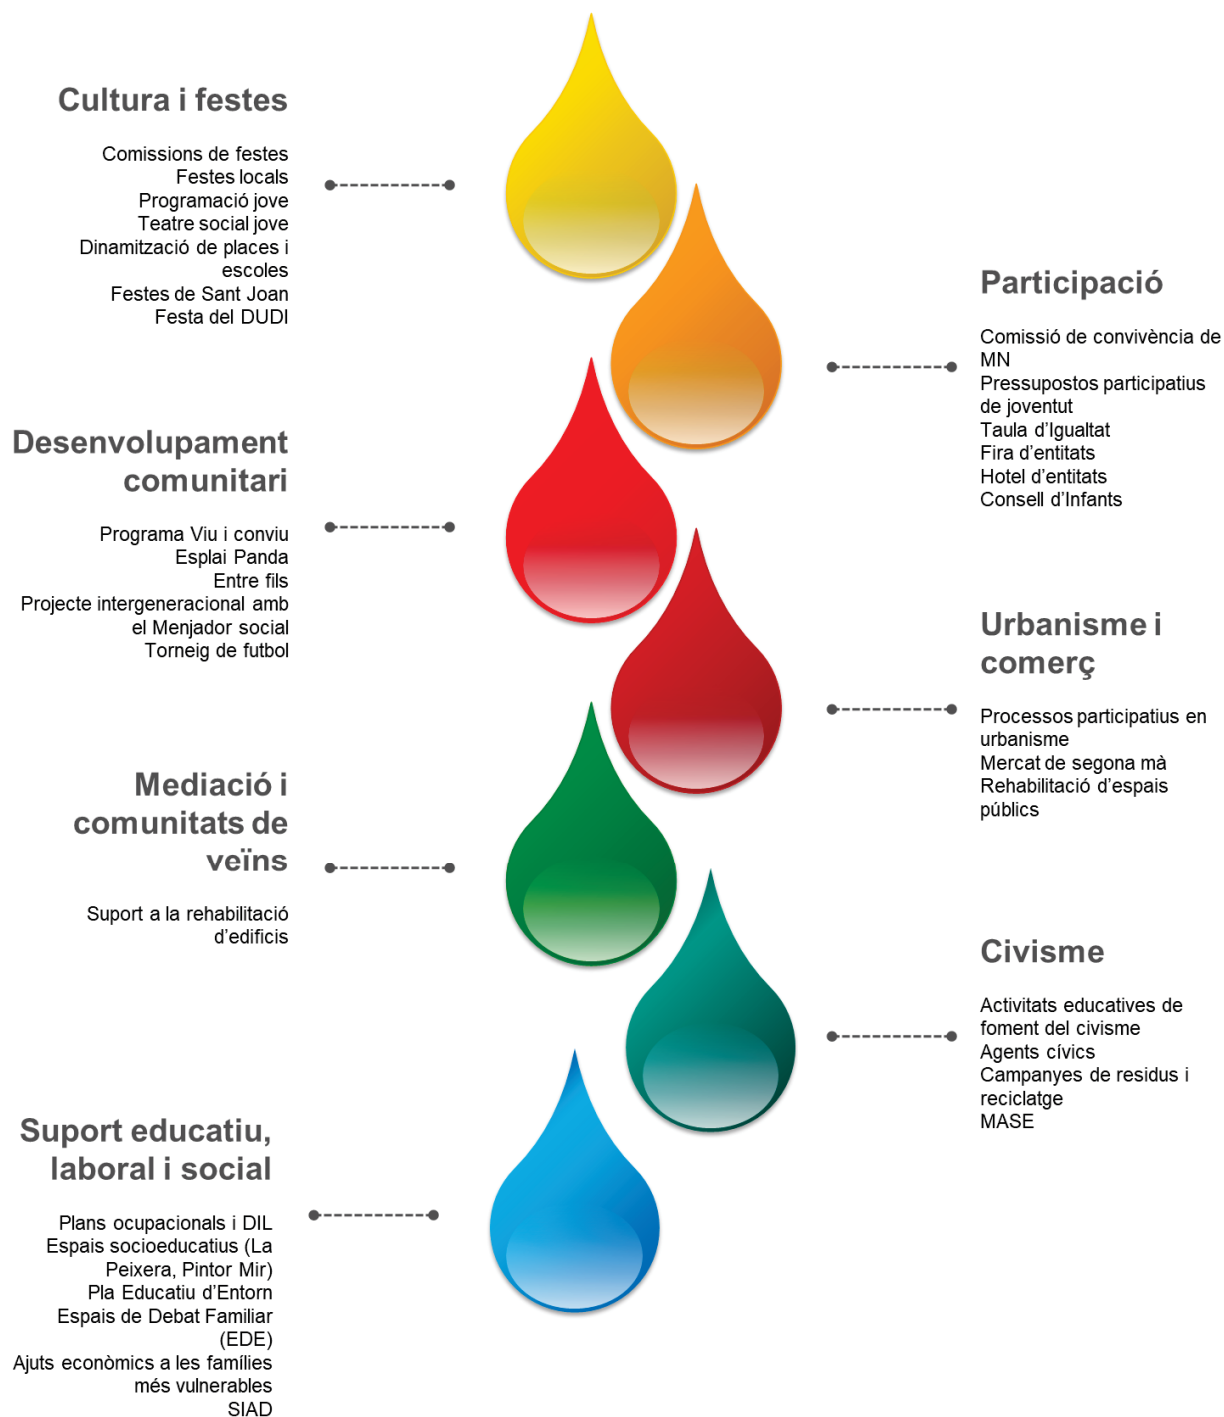 Cultura i festes
Comissions de festes
Festes locals
Programació jove
Teatre social jove
Dinamització de places i
escoles
Festes de Sant Joan
Festa del DUDI
Participació
Comissió de convivència de
MN
Pressupostos participatius
de joventut
Taula d’Igualtat
Fira d’entitats
Hotel d’entitats
Consell d’Infants
Desenvolupament
comunitari
Programa Viu i conviu
Esplai Panda
Entre fils
Projecte intergeneracional amb
el Menjador social
Torneig de futbol
Urbanisme i
comerç
Processos participatius en
urbanisme
Mercat de segona mà
Rehabilitació d’espais
públics
Mediació i
comunitats de
veïns
Suport a la rehabilitació
d’edificis
Civisme
Activitats educatives de
foment del civisme
Agents cívics
Campanyes de residus i
reciclatge
MASE
Suport educatiu,
laboral i social
Plans ocupacionals i DIL
Espais socioeducatius (La
Peixera, Pintor Mir)
Pla Educatiu d’Entorn
Espais de Debat Familiar
(EDE)
Ajuts econòmics a les famílies
més vulnerables
SIAD